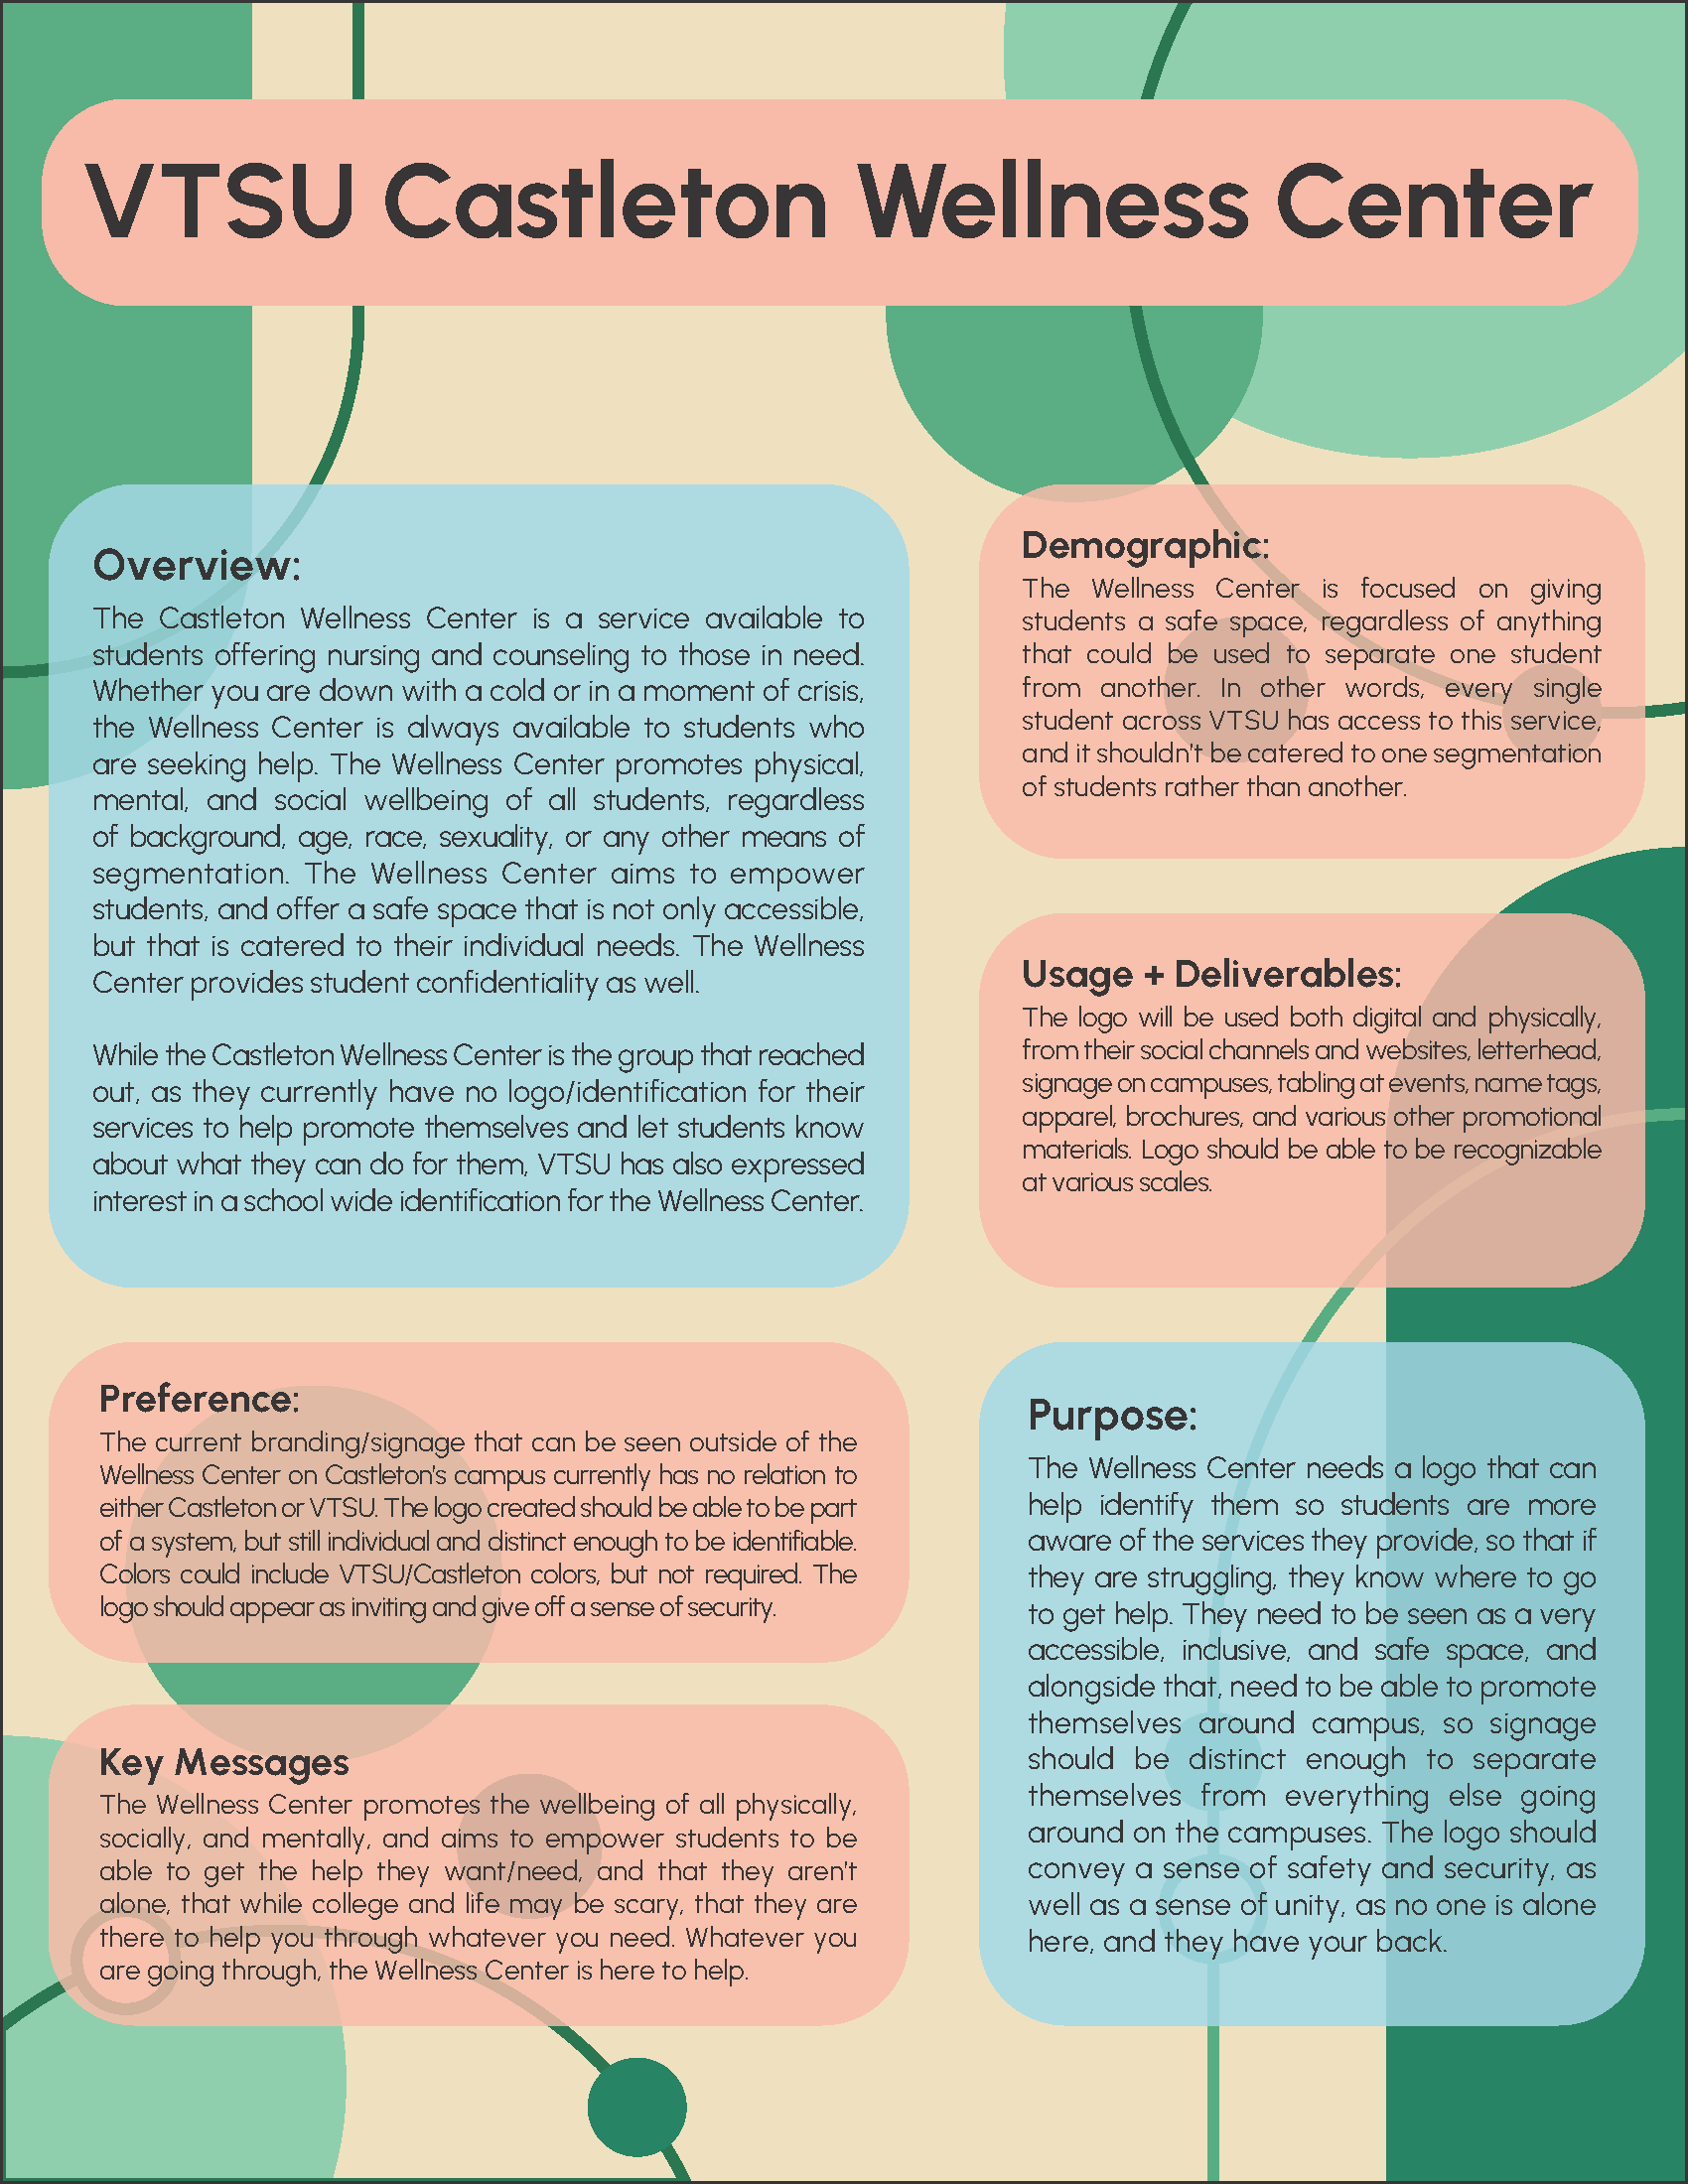 VTSU Castleton Wellness Center
Overview:
The Castleton Wellness Center is a service available to
students offering nursing and counseling to those in need.
Whether you are down with a cold or in a moment of crisis,
the Wellness Center is always available to students who
are seeking help. The Wellness Center promotes physical,
mental, and social wellbeing of all students, regardless
of background, age, race, sexuality, or any other means of
segmentation. The Wellness Center aims to empower
students, and offer a safe space that is not only accessible,
but that is catered to their individual needs. The Wellness
Center provides student confidentiality as well.
While the Castleton Wellness Center is the group that reached
out, as they currently have no logo/identification for their
services to help promote themselves and let students know
about what they can do for them, VTSU has also expressed
interest in a school wide identification for the Wellness Center.
Demographic:
The Wellness Center is focused on giving
students a safe space, regardless of anything
that could be used to separate one student
from another. In other words, every single
student across VTSU has access to this service,
and it shouldn't be catered to one segmentation
of students rather than another.
Usage + Deliverables:
The logo will be used both digital and physically,
from their social channels and websites, letterhead,
signage on campuses, tabling at events, name tags,
apparel, brochures, and various other promotional
materials. Logo should be able to be recognizable
at various scales.
Preference:
The current branding/signage that can be seen outside of the
Wellness Center on Castleton's campus currently has no relation to
either Castleton or VTSU. The logo created should be able to be part
of a system, but still individual and distinct enough to be identifiable.
Colors could include VTSU/Castleton colors, but not required. The
logo should appear as inviting and give off a sense of security.
Key Messages
The Wellness Center promotes the wellbeing of all physically,
socially, and mentally, and aims to empower students to be
able to get the help they want/need, and that they aren't
alone, that while college and life may be scary, that they are
there to help you through whatever you need. Whatever you
are going through, the Wellness Center is here to help.
Purpose:
The Wellness Center needs a logo that can
help identify them so students are more
aware of the services they provide, so that if
they are struggling, they know where to go
to get help. They need to be seen as a very
accessible, inclusive, and safe space, and
alongside that, need to be able to promote
themselves around campus, so signage
should be distinct enough to separate
themselves from everything else going
around on the campuses. The logo should
convey a sense of safety and security, as
well as a sense of unity, as no one is alone
here, and they have your back.